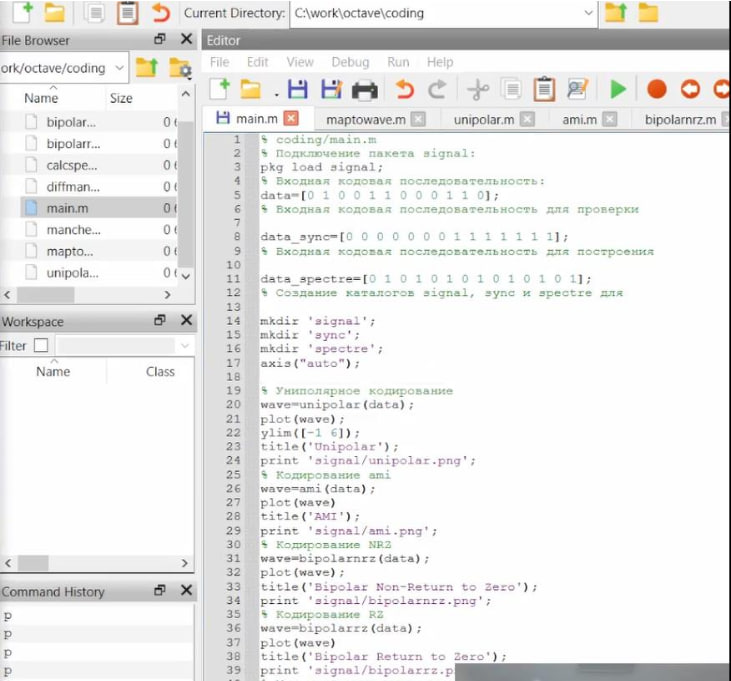 Current Directory: C:\work\octave\coding
File Browser
ork/octave/coding
Name Size
bipolar... 0
bipolarr... 0
calcspe... 0
diffman... 0
main.m 0
manche... 0
mapto... 0
unipola... 0
Workspace
Filter
Name Class
Command History
p
p
p
p
Editor
File Edit View Debug Run Help
main.m maptowave.m unipolar.m ami.m bipolarnrz.m
1 % coding/main.m
2 % Подключение пакета signal:
3 pkg load signal;
4 % Входная кодовая последовательность:
5 data=[0 1 0 0 1 1 0 0 0 1 1 0];
6 % Входная кодовая последовательность для проверки
7
8 data_sync=[0 0 0 0 0 0 0 1 1 1 1 1 1 1];
9 % Входная кодовая последовательность для построения
10
11 data_spectre=[0 1 0 1 0 1 0 1 0 1 0 1 0 1];
12 % Создание каталогов signal, sync и spectre для
13
14 mkdir 'signal';
15 mkdir 'sync';
16 mkdir 'spectre';
17 axis("auto");
18
19 % Униполярное кодирование
20 wave=unipolar(data);
21 plot(wave);
22 ylim([-1 6]);
23 title('Unipolar');
24 print 'signal/unipolar.png';
25 % Кодирование ami
26 wave=ami(data);
27 plot(wave)
28 title('AMI');
29 print 'signal/ami.png';
30 % Кодирование NRZ
31 wave=bipolarnrz(data);
32 plot(wave);
33 title('Bipolar Non-Return to Zero');
34 print 'signal/bipolarnrz.png';
35 % Кодирование RZ
36 wave=bipolarrz(data);
37 plot(wave)
38 title('Bipolar Return to Zero');
39 print 'signal/bipolarrz.p